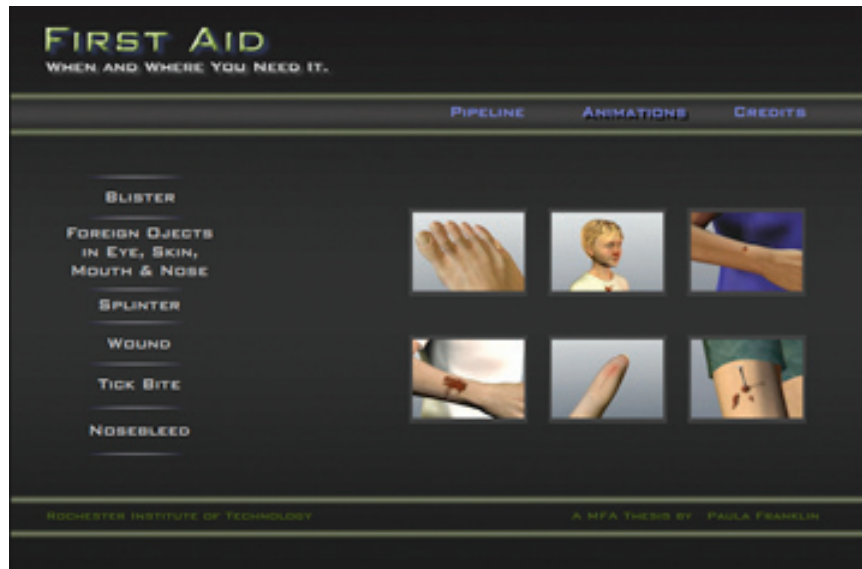 First Aid
When and Where You Need It.
Pipeline Animations Credits
Blister
Foreign Ojects
in Eye, Skin,
Mouth & Nose
Splinter
Wound
Tick Bite
Nosebleed
Rochester Institute of Technology A MFA Thesis by Paula Franklin